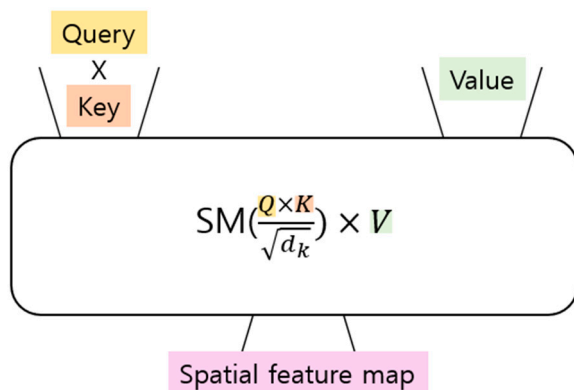 Query
X
Key
Value
SM(Q×K/√d_k) × V
Spatial feature map